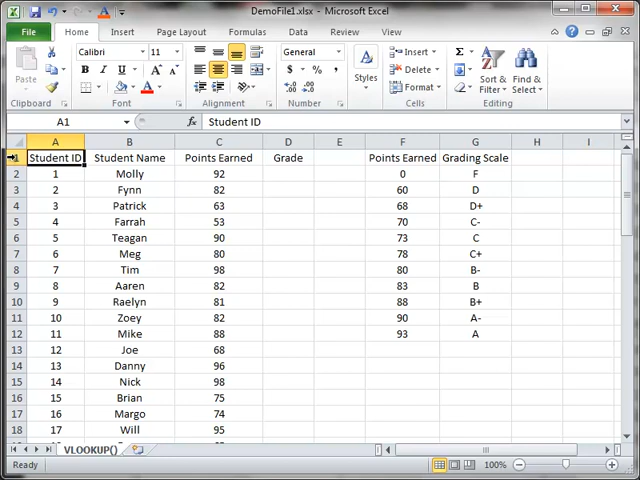 DemoFile1.xlsx - Microsoft Excel
File Home Insert Page Layout Formulas Data Review View
Calibri 11 General Insert Σ
Paste B I U A A $ % , Styles Delete Sort & Filter Find & Select
Format
Clipboard Font Alignment Number Cells Editing
A1 fx Student ID
A B C D E F G H I
1 Student ID Student Name Points Earned Grade Points Earned Grading Scale
2 1 Molly 92 0 F
3 2 Fynn 82 60 D
4 3 Patrick 63 68 D+
5 4 Farrah 53 70 C-
6 5 Teagan 90 73 C
7 6 Meg 80 78 C+
8 7 Tim 98 80 B-
9 8 Aaren 82 83 B
10 9 Raelyn 81 88 B+
11 10 Zoey 82 90 A-
12 11 Mike 88 93 A
13 12 Joe 68
14 13 Danny 96
15 14 Nick 98
16 15 Brian 75
17 16 Margo 74
18 17 Will 95
VLOOKUP()
Ready 100%